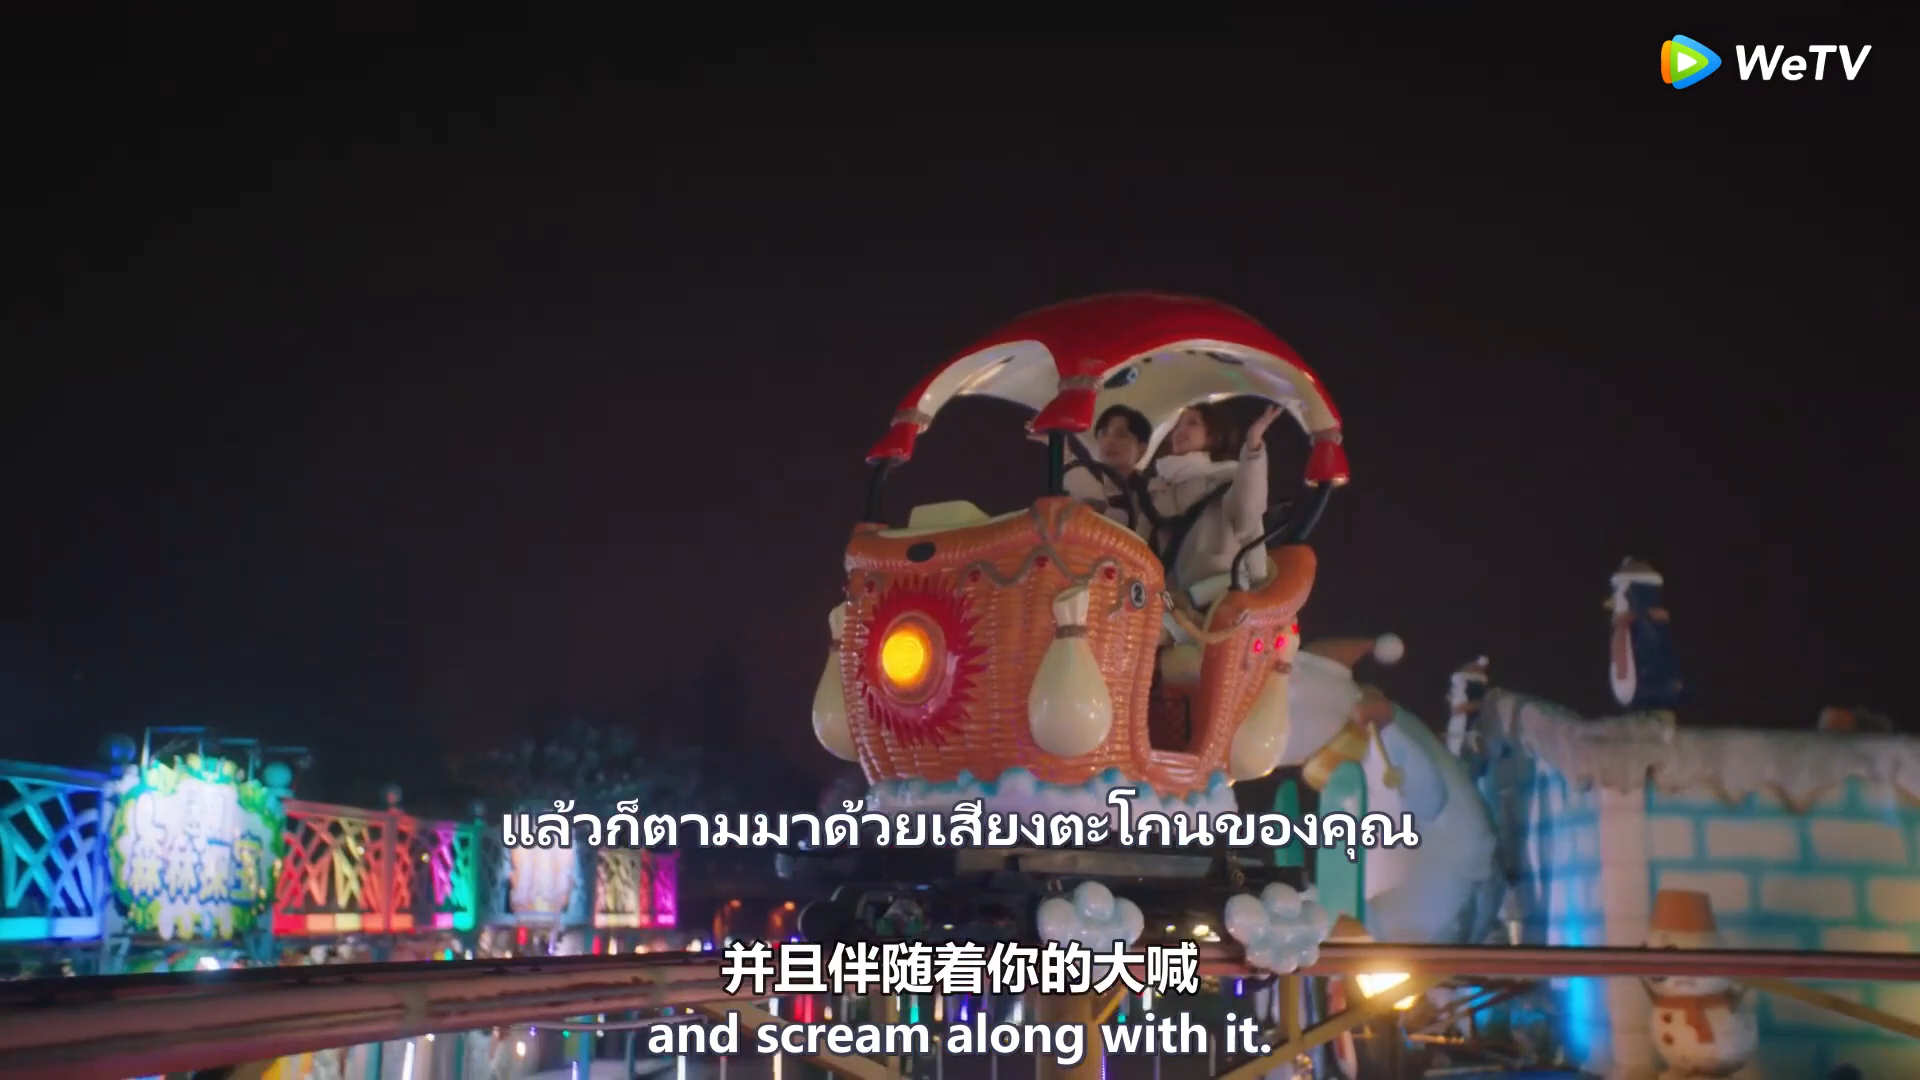 WeTV
2
แล้วก็ตามมาด้วยเสียงตะโกนของคุณ
并且伴随着你的大喊
and scream along with it.